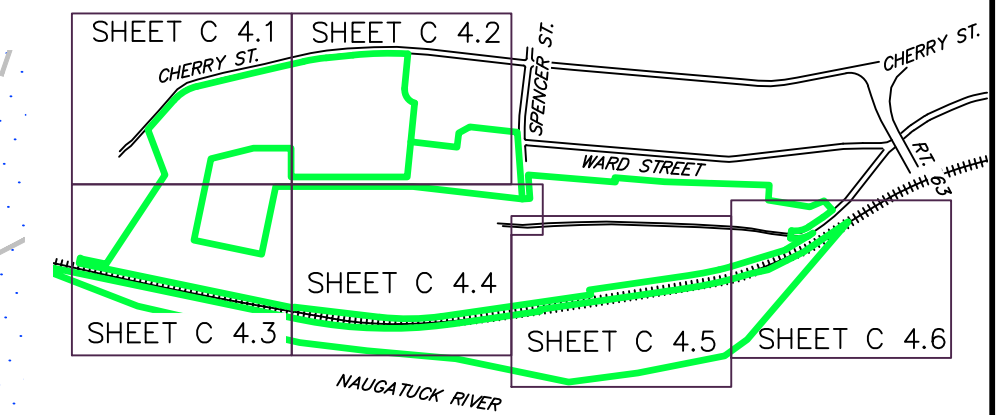 SHEET C 4.1
SHEET C 4.2
CHERRY ST.
SPENCER ST.
CHERRY ST.
WARD STREET
RT. 63
SHEET C 4.4
SHEET C 4.3
SHEET C 4.5
SHEET C 4.6
NAUGATUCK RIVER